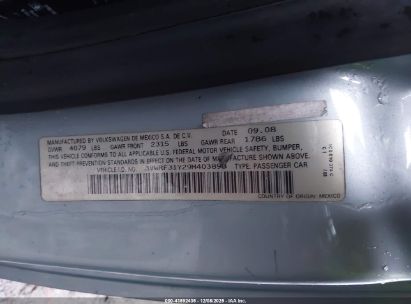 MANUFACTURED BY VOLKSWAGEN DE MEXICO S.A. DE C.V. DATE 09.08
GVWR 4079 LBS GAWR FRONT 2315 LBS GAWR REAR 1786 LBS
THIS VEHICLE CONFORMS TO ALL APPLICABLE FEDERAL MOTOR VEHICLE SAFETY, BUMPER,
AND THEFT PREVENTION STANDARDS IN EFFECT ON THE DATE OF MANUFACTURE SHOWN ABOVE.
VEHICLE I.D. NO. TYPE: PASSENGER CAR
COUNTRY OF ORIGIN: MEXICO